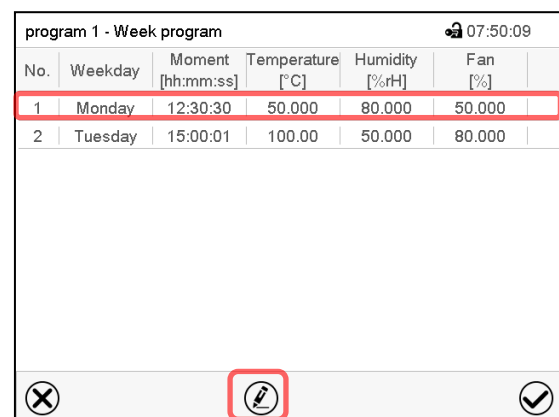 program 1 - Week program 07:50:09
No. Weekday Moment [hh:mm:ss] Temperature [°C] Humidity [%rH] Fan [%]
1 Monday 12:30:30 50.000 80.000 50.000
2 Tuesday 15:00:01 100.00 50.000 80.000